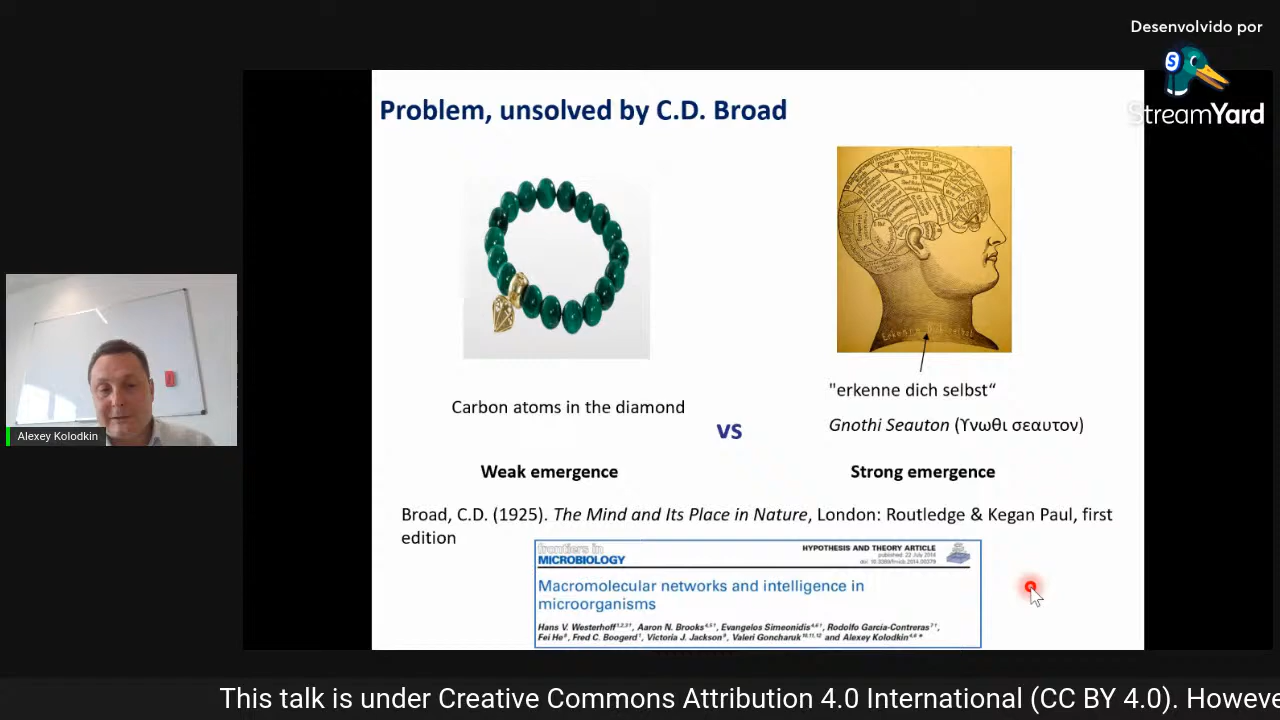 Desenvolvido por
StreamYard
Problem, unsolved by C.D. Broad
Carbon atoms in the diamond
vs
"erkenne dich selbst“
Gnothi Seauton (Ύνωθι σεαυτον)
Weak emergence
Strong emergence
Broad, C.D. (1925). The Mind and Its Place in Nature, London: Routledge & Kegan Paul, first
edition
frontiers in
MICROBIOLOGY
HYPOTHESIS AND THEORY ARTICLE
published: 22 July 2014
doi: 10.3389/fmicb.2014.00379
Macromolecular networks and intelligence in
microorganisms
Hans V. Westerhoff, Aaron N. Brooks, Evangelos Simeonidis, Rodolfo García-Contreras,
Fei He, Fred C. Boogerd, Victoria J. Jackson, Valeri Goncharuk and Alexey Kolodkin
Alexey Kolodkin
This talk is under Creative Commons Attribution 4.0 International (CC BY 4.0). Howeve